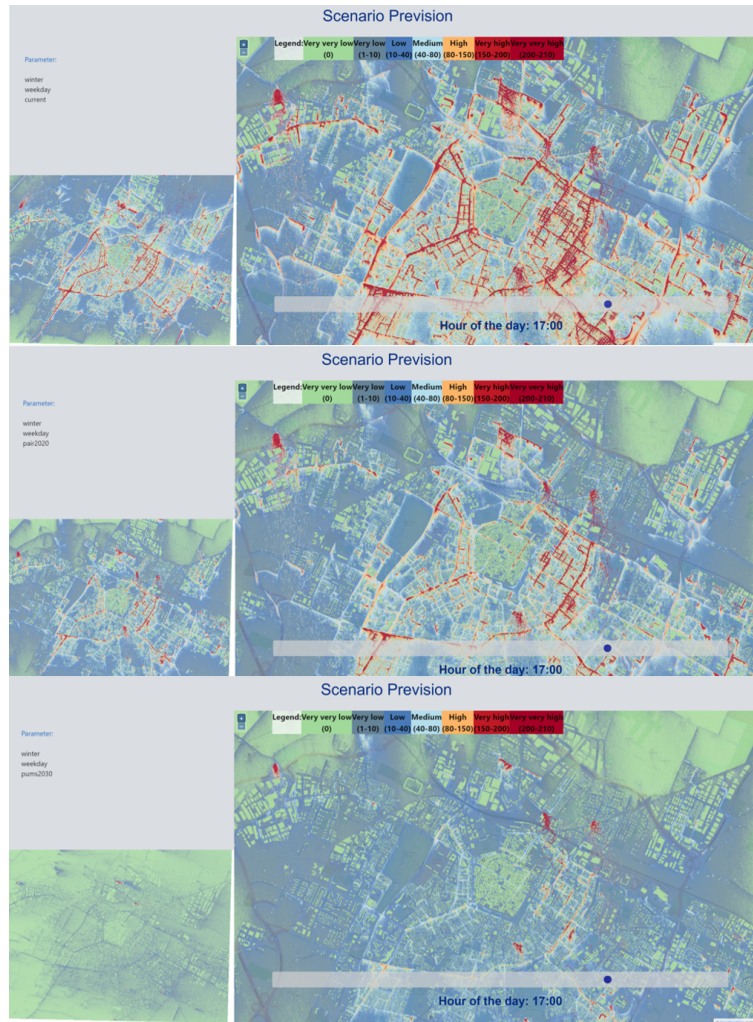 Scenario Prevision
Parameter:
winter
weekday
current
+
−
Legend: Very very low Very low Low Medium High Very high Very very high
(0) (1-10) (10-40) (40-80) (80-150) (150-200) (200-210)
Hour of the day: 17:00
Scenario Prevision
Parameter:
winter
weekday
pair2020
+
−
Legend: Very very low Very low Low Medium High Very high Very very high
(0) (1-10) (10-40) (40-80) (80-150) (150-200) (200-210)
Hour of the day: 17:00
Scenario Prevision
Parameter:
winter
weekday
pums2030
+
−
Legend: Very very low Very low Low Medium High Very high Very very high
(0) (1-10) (10-40) (40-80) (80-150) (150-200) (200-210)
Hour of the day: 17:00